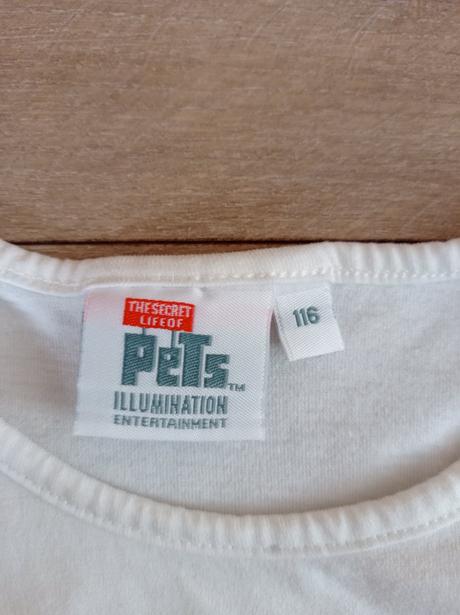 THE SECRET
LIFE OF
PeTs™
ILLUMINATION
ENTERTAINMENT
116